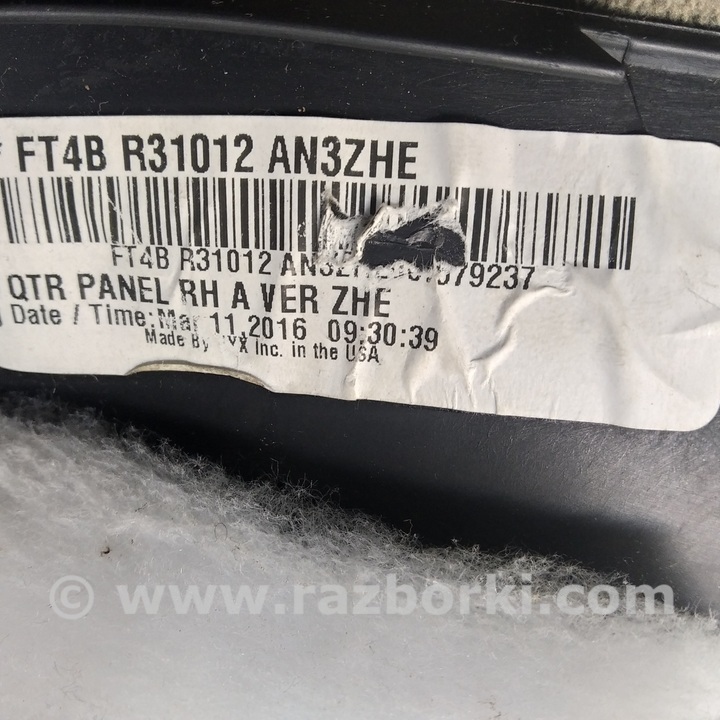 FT4B R31012 AN3ZHE
FT4B R31012 579237
QTR PANEL RH A VER ZHE
Date / Time:Mar 11,2016 09:30:39
Made By Inc. in the USA
© www.razborki.com